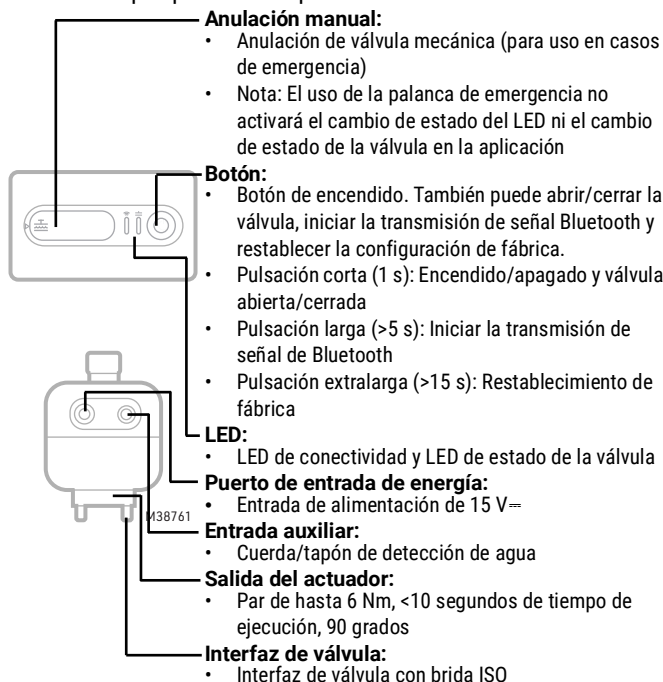 Anulación manual:
• Anulación de válvula mecánica (para uso en casos
de emergencia)
• Nota: El uso de la palanca de emergencia no
activará el cambio de estado del LED ni el cambio
de estado de la válvula en la aplicación
Botón:
• Botón de encendido. También puede abrir/cerrar la
válvula, iniciar la transmisión de señal Bluetooth y
restablecer la configuración de fábrica.
• Pulsación corta (1 s): Encendido/apagado y válvula
abierta/cerrada
• Pulsación larga (>5 s): Iniciar la transmisión de
señal de Bluetooth
• Pulsación extralarga (>15 s): Restablecimiento de
fábrica
LED:
• LED de conectividad y LED de estado de la válvula
Puerto de entrada de energía:
• Entrada de alimentación de 15 V⎓
M38761
Entrada auxiliar:
• Cuerda/tapón de detección de agua
Salida del actuador:
• Par de hasta 6 Nm, <10 segundos de tiempo de
ejecución, 90 grados
Interfaz de válvula:
• Interfaz de válvula con brida ISO